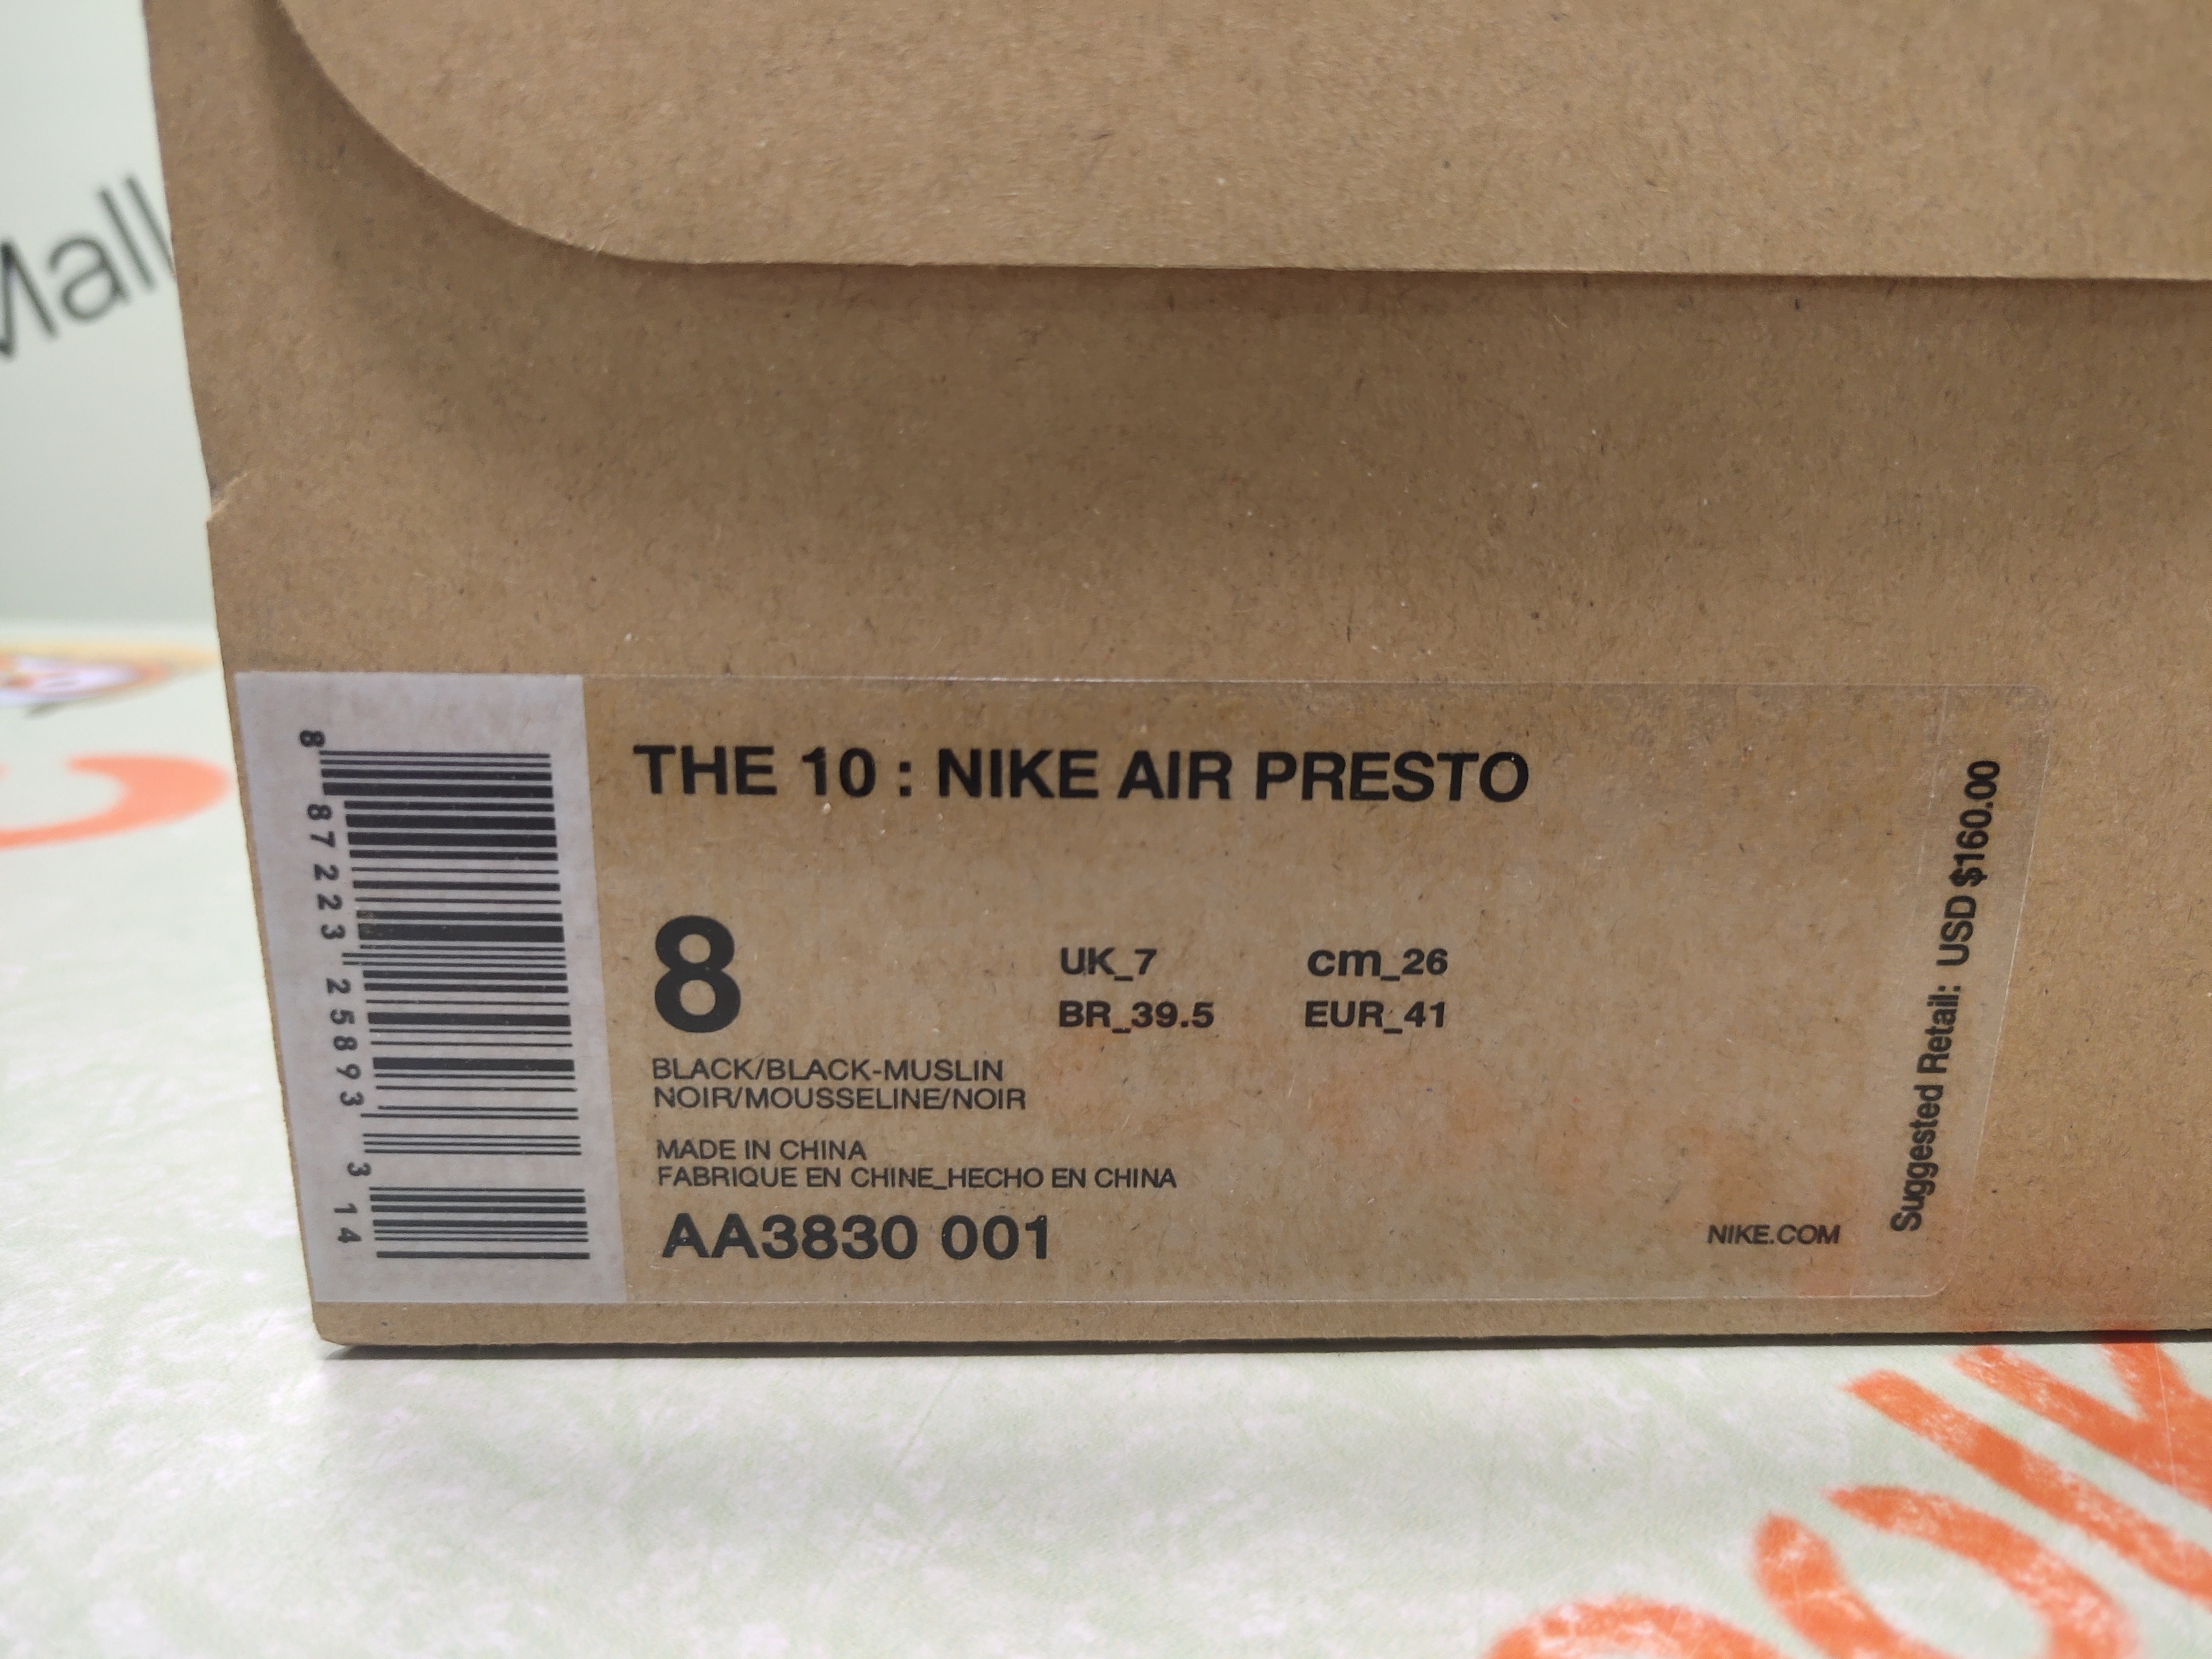 Mall
THE 10 : NIKE AIR PRESTO
8
UK_7
cm_26
BR_39.5
EUR_41
BLACK/BLACK-MUSLIN
NOIR/MOUSSELINE/NOIR
MADE IN CHINA
FABRIQUE EN CHINE_HECHO EN CHINA
AA3830 001
NIKE.COM
Suggested Retail: USD $160.00
8 87223 25893 3 14